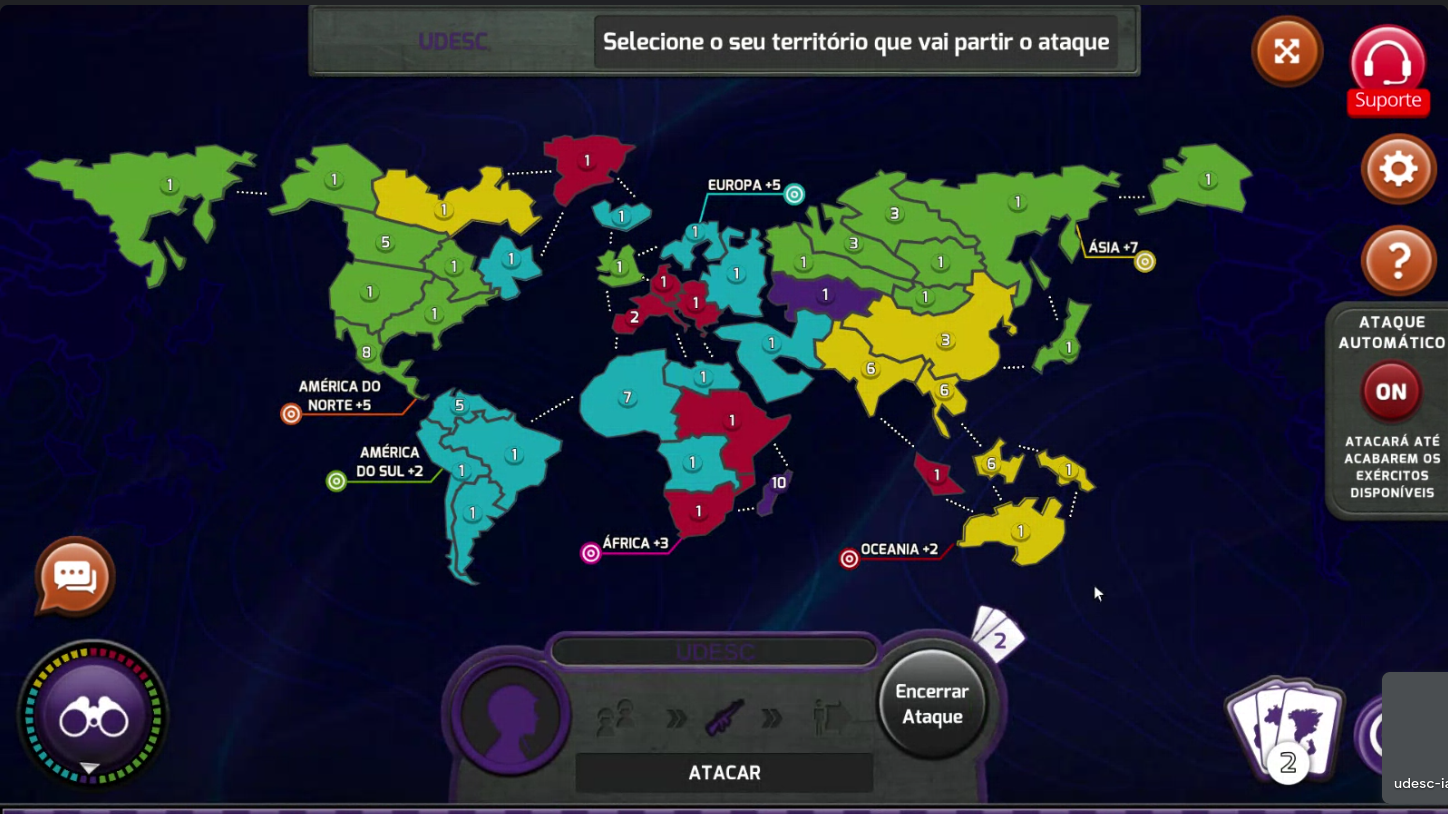 UDESC
Selecione o seu território que vai partir o ataque
Suporte
1
1
1
1
1
1
EUROPA +5
1
3
1
5
1
3
ÁSIA +7
1
1
1
1
1
1
1
1
1
1
1
1
2
3
1
1
8
1
1
6
AMÉRICA DO
NORTE +5
7
6
5
1
AMÉRICA
DO SUL +2
1
1
1
6
1
1
10
1
1
1
ÁFRICA +3
OCEANIA +2
ATAQUE
AUTOMÁTICO
ON
ATACARÁ ATÉ
ACABAREM OS
EXÉRCITOS
DISPONÍVEIS
2
UDESC
Encerrar
Ataque
ATACAR
2
udesc-ia